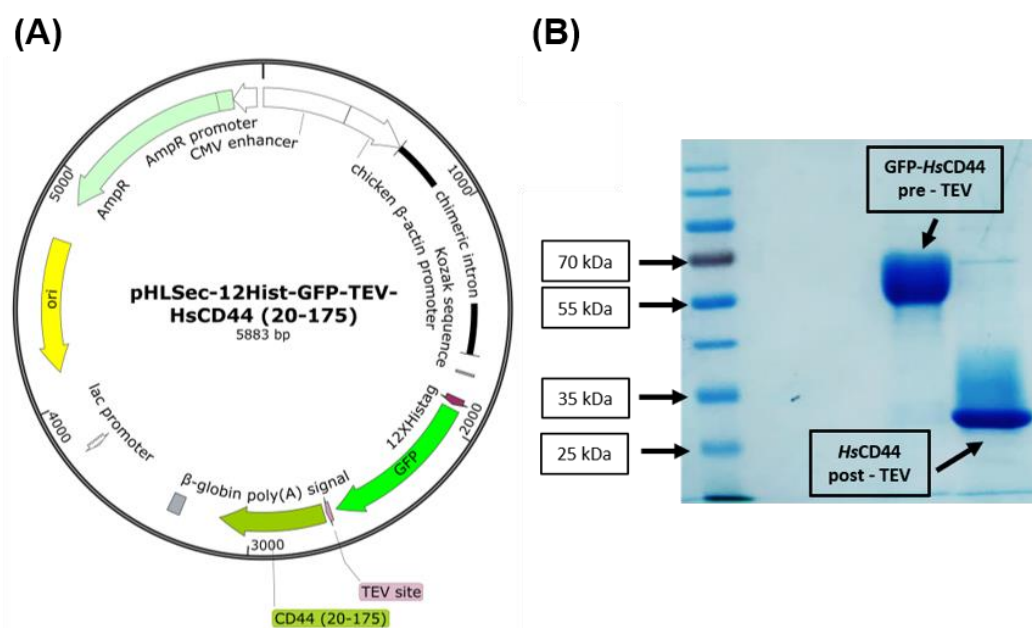 (A)
(B)
AmpR promoter
CMV enhancer
chicken β-actin promoter
chimeric intron
1000
Kozak sequence
5000
AmpR
pHLSec-12Hist-GFP-TEV-
HsCD44 (20-175)
5883 bp
ori
12XHistag
2000
GFP
lac promoter
4000
β-globin poly(A) signal
3000
TEV site
CD44 (20-175)
GFP-HsCD44
pre - TEV
70 kDa
55 kDa
35 kDa
25 kDa
HsCD44
post - TEV